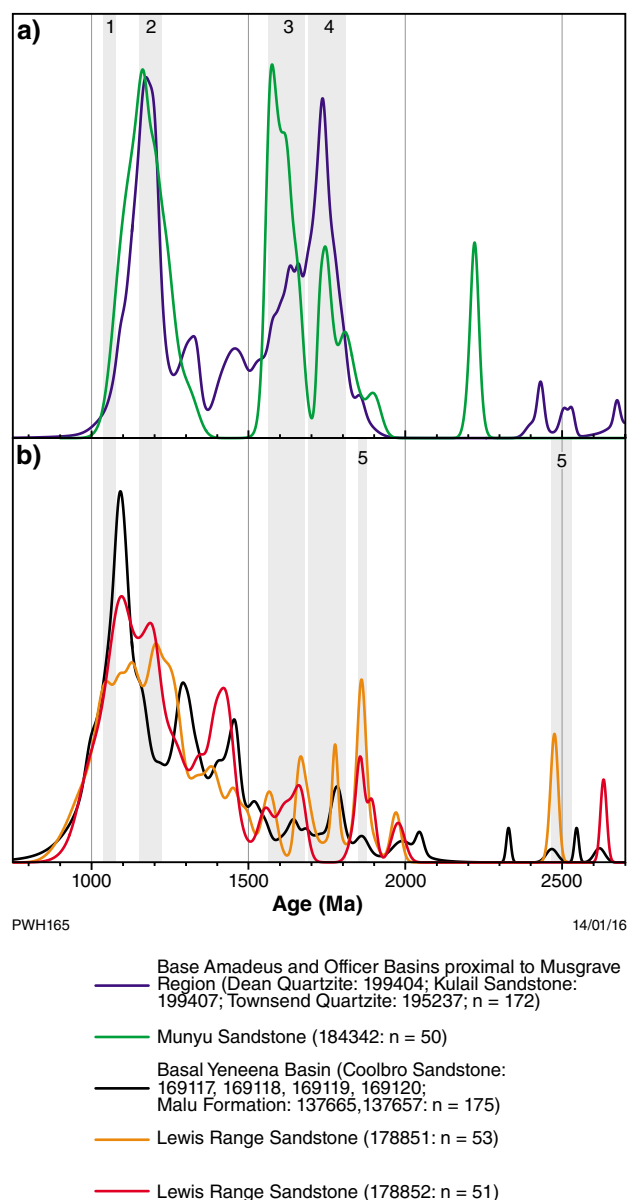 a)
1 2 3 4
b)
5 5
1000 1500 2000 2500
Age (Ma)
PWH165 14/01/16
Base Amadeus and Officer Basins proximal to Musgrave
Region (Dean Quartzite: 199404; Kulail Sandstone:
199407; Townsend Quartzite: 195237; n = 172)
Munyu Sandstone (184342: n = 50)
Basal Yeneena Basin (Coolbro Sandstone:
169117, 169118, 169119, 169120;
Malu Formation: 137665,137657: n = 175)
Lewis Range Sandstone (178851: n = 53)
Lewis Range Sandstone (178852: n = 51)